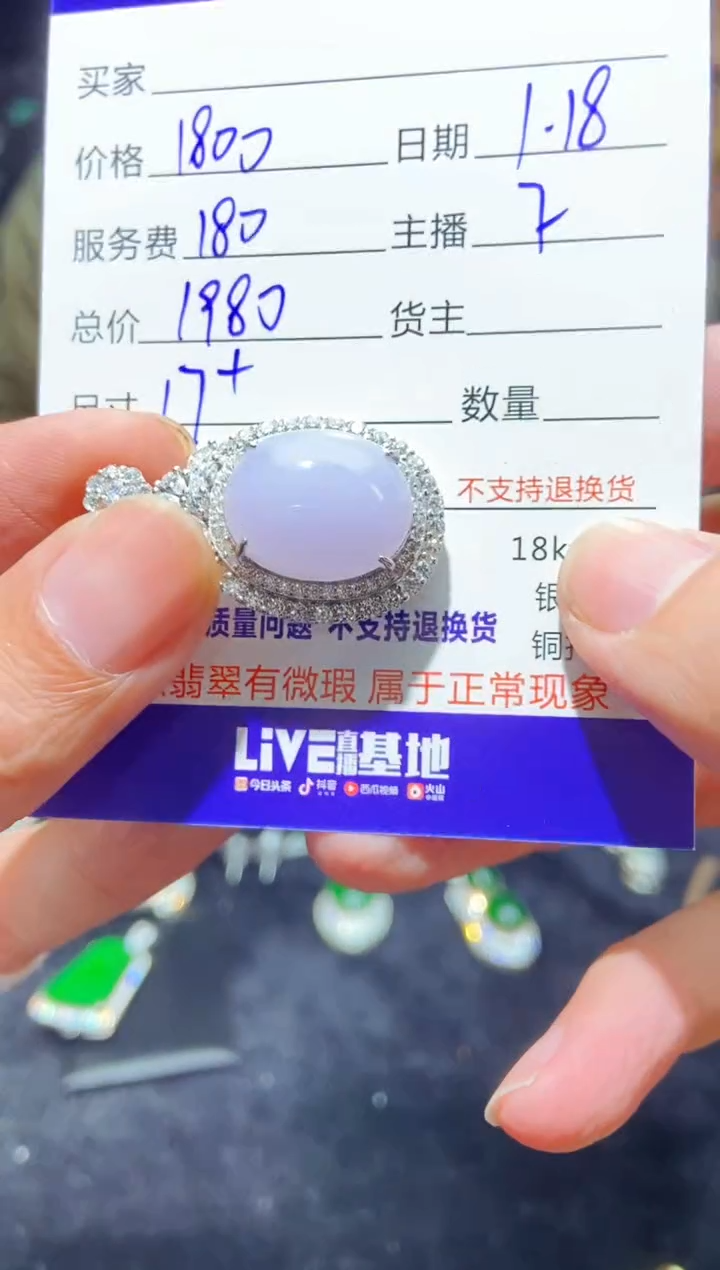 买家
价格 1800 日期 1.18
服务费 180 主播 7
总价 1980 货主
尺寸 17+ 数量
不支持退换货
18k
银
质量问题 不支持退换货 铜
翡翠有微瑕 属于正常现象
LiVE直播基地
今日头条 抖音 西瓜视频 火山